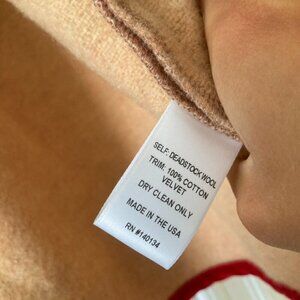 SELF: DEADSTOCK WOOL
TRIM: 100% COTTON
VELVET
DRY CLEAN ONLY
MADE IN THE USA
RN #140134